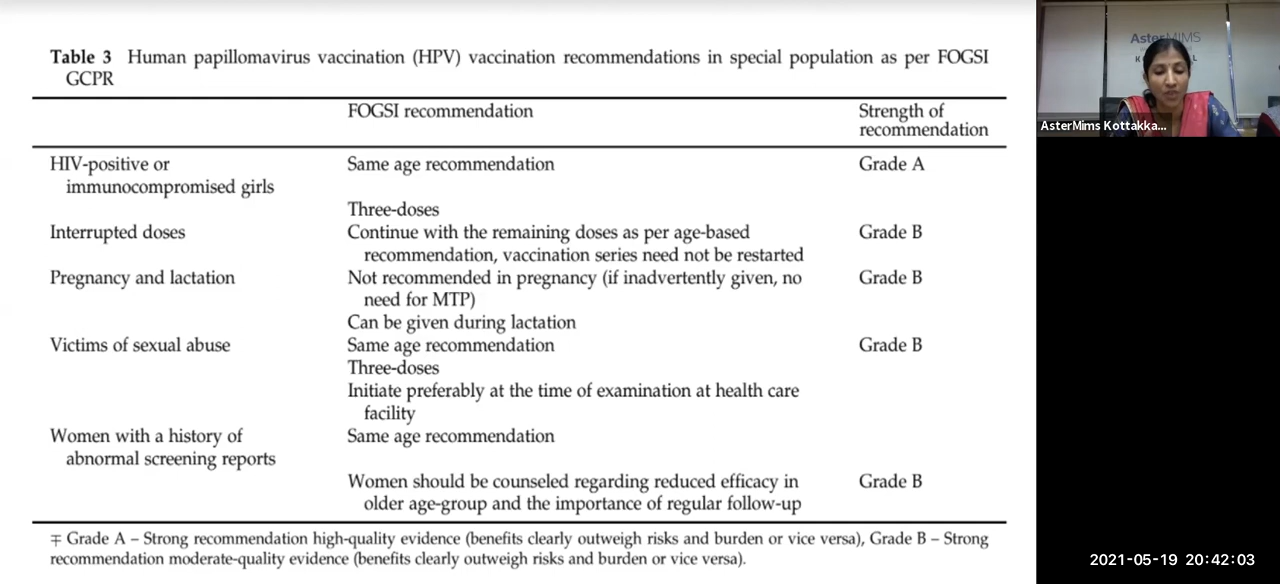 Table 3 Human papillomavirus vaccination (HPV) vaccination recommendations in special population as per FOGSI
GCPR
FOGSI recommendation
Strength of
recommendation
HIV-positive or
immunocompromised girls
Same age recommendation
Grade A
Three-doses
Interrupted doses
Continue with the remaining doses as per age-based
recommendation, vaccination series need not be restarted
Grade B
Pregnancy and lactation
Not recommended in pregnancy (if inadvertently given, no
need for MTP)
Grade B
Can be given during lactation
Victims of sexual abuse
Same age recommendation
Grade B
Three-doses
Initiate preferably at the time of examination at health care
facility
Women with a history of
abnormal screening reports
Same age recommendation
Women should be counseled regarding reduced efficacy in
older age-group and the importance of regular follow-up
Grade B
∓ Grade A – Strong recommendation high-quality evidence (benefits clearly outweigh risks and burden or vice versa), Grade B – Strong
recommendation moderate-quality evidence (benefits clearly outweigh risks and burden or vice versa).
AsterMIMS
AsterMims Kottakka...
2021-05-19 20:42:03